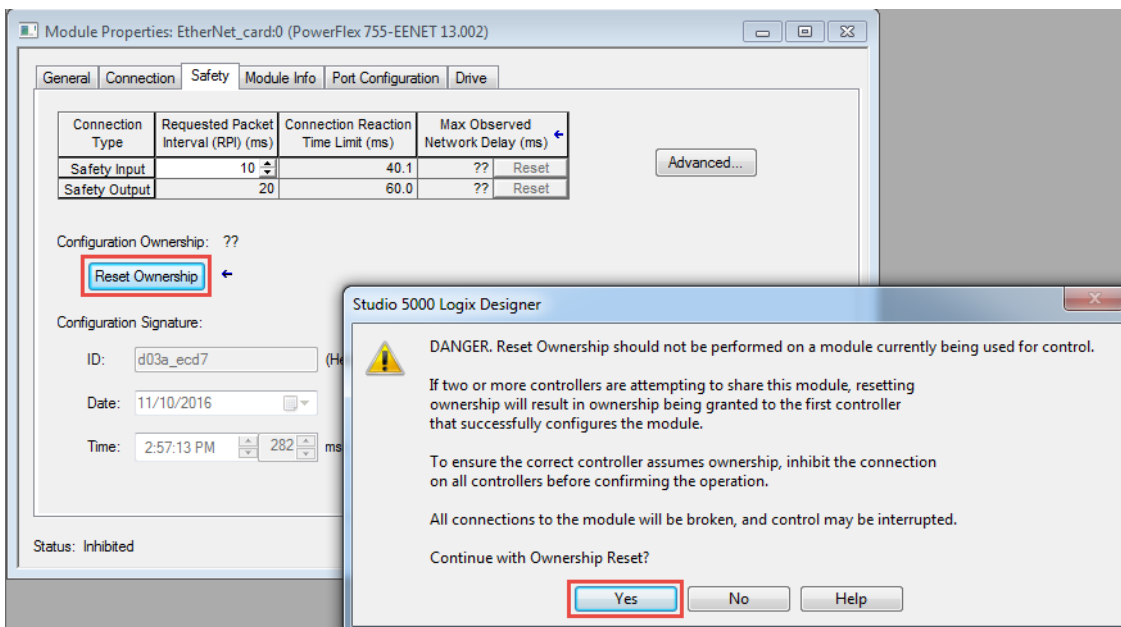 Module Properties: EtherNet_card:0 (PowerFlex 755-EENET 13.002)
General Connection Safety Module Info Port Configuration Drive
Connection Type Requested Packet Interval (RPI) (ms) Connection Reaction Time Limit (ms) Max Observed Network Delay (ms)
Safety Input 10 40.1 ?? Reset
Safety Output 20 60.0 ?? Reset
Advanced...
Configuration Ownership: ??
Reset Ownership
Configuration Signature:
ID: d03a_ecd7
Date: 11/10/2016
Time: 2:57:13 PM 282 ms
Status: Inhibited
Studio 5000 Logix Designer
DANGER. Reset Ownership should not be performed on a module currently being used for control.
If two or more controllers are attempting to share this module, resetting
ownership will result in ownership being granted to the first controller
that successfully configures the module.
To ensure the correct controller assumes ownership, inhibit the connection
on all controllers before confirming the operation.
All connections to the module will be broken, and control may be interrupted.
Continue with Ownership Reset?
Yes No Help